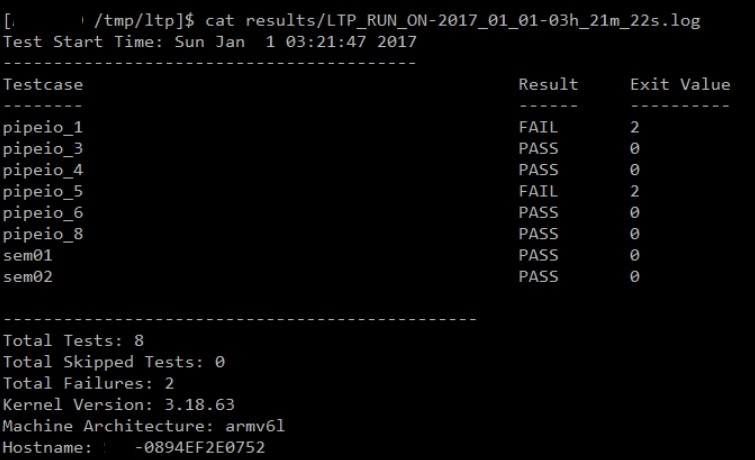 [ /tmp/ltp]$ cat results/LTP_RUN_ON-2017_01_01-03h_21m_22s.log
Test Start Time: Sun Jan  1 03:21:47 2017
-----------------------------------------
Testcase Result Exit Value
-------- ------ ----------
pipeio_1 FAIL 2
pipeio_3 PASS 0
pipeio_4 PASS 0
pipeio_5 FAIL 2
pipeio_6 PASS 0
pipeio_8 PASS 0
sem01 PASS 0
sem02 PASS 0
-----------------------------------------------
Total Tests: 8
Total Skipped Tests: 0
Total Failures: 2
Kernel Version: 3.18.63
Machine Architecture: armv6l
Hostname: -0894EF2E0752